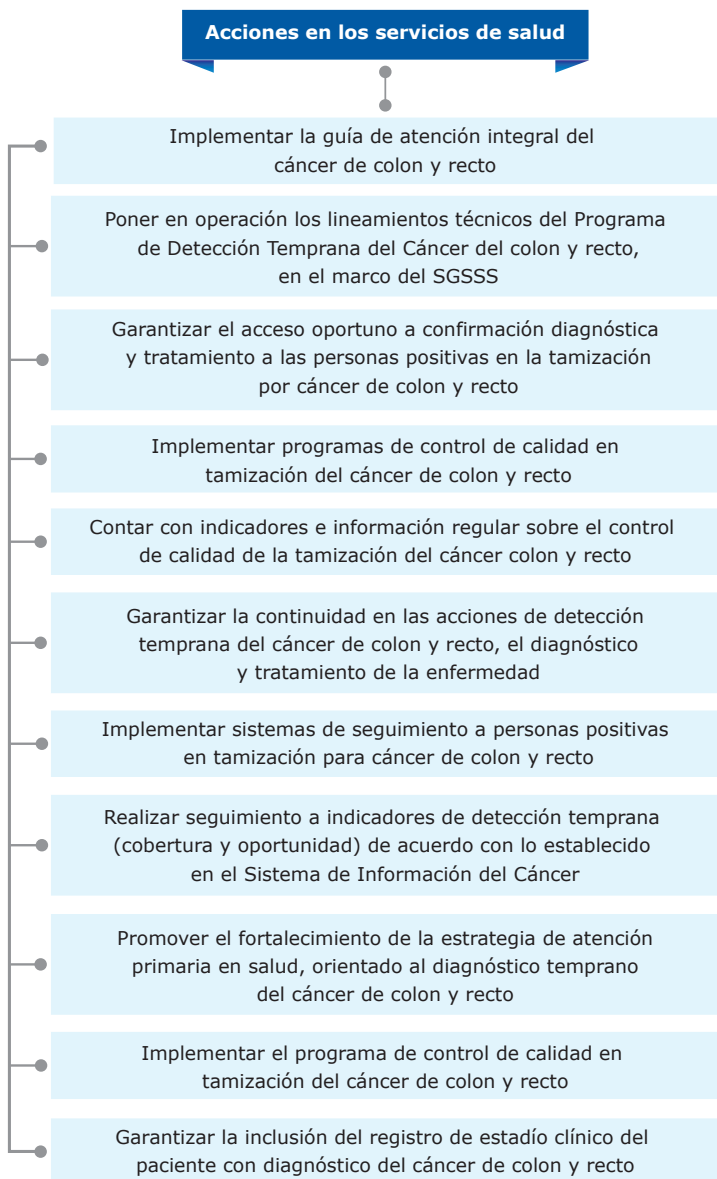 Acciones en los servicios de salud
Implementar la guía de atención integral del
cáncer de colon y recto
Poner en operación los lineamientos técnicos del Programa
de Detección Temprana del Cáncer del colon y recto,
en el marco del SGSSS
Garantizar el acceso oportuno a confirmación diagnóstica
y tratamiento a las personas positivas en la tamización
por cáncer de colon y recto
Implementar programas de control de calidad en
tamización del cáncer de colon y recto
Contar con indicadores e información regular sobre el control
de calidad de la tamización del cáncer colon y recto
Garantizar la continuidad en las acciones de detección
temprana del cáncer de colon y recto, el diagnóstico
y tratamiento de la enfermedad
Implementar sistemas de seguimiento a personas positivas
en tamización para cáncer de colon y recto
Realizar seguimiento a indicadores de detección temprana
(cobertura y oportunidad) de acuerdo con lo establecido
en el Sistema de Información del Cáncer
Promover el fortalecimiento de la estrategia de atención
primaria en salud, orientado al diagnóstico temprano
del cáncer de colon y recto
Implementar el programa de control de calidad en
tamización del cáncer de colon y recto
Garantizar la inclusión del registro de estadío clínico del
paciente con diagnóstico del cáncer de colon y recto